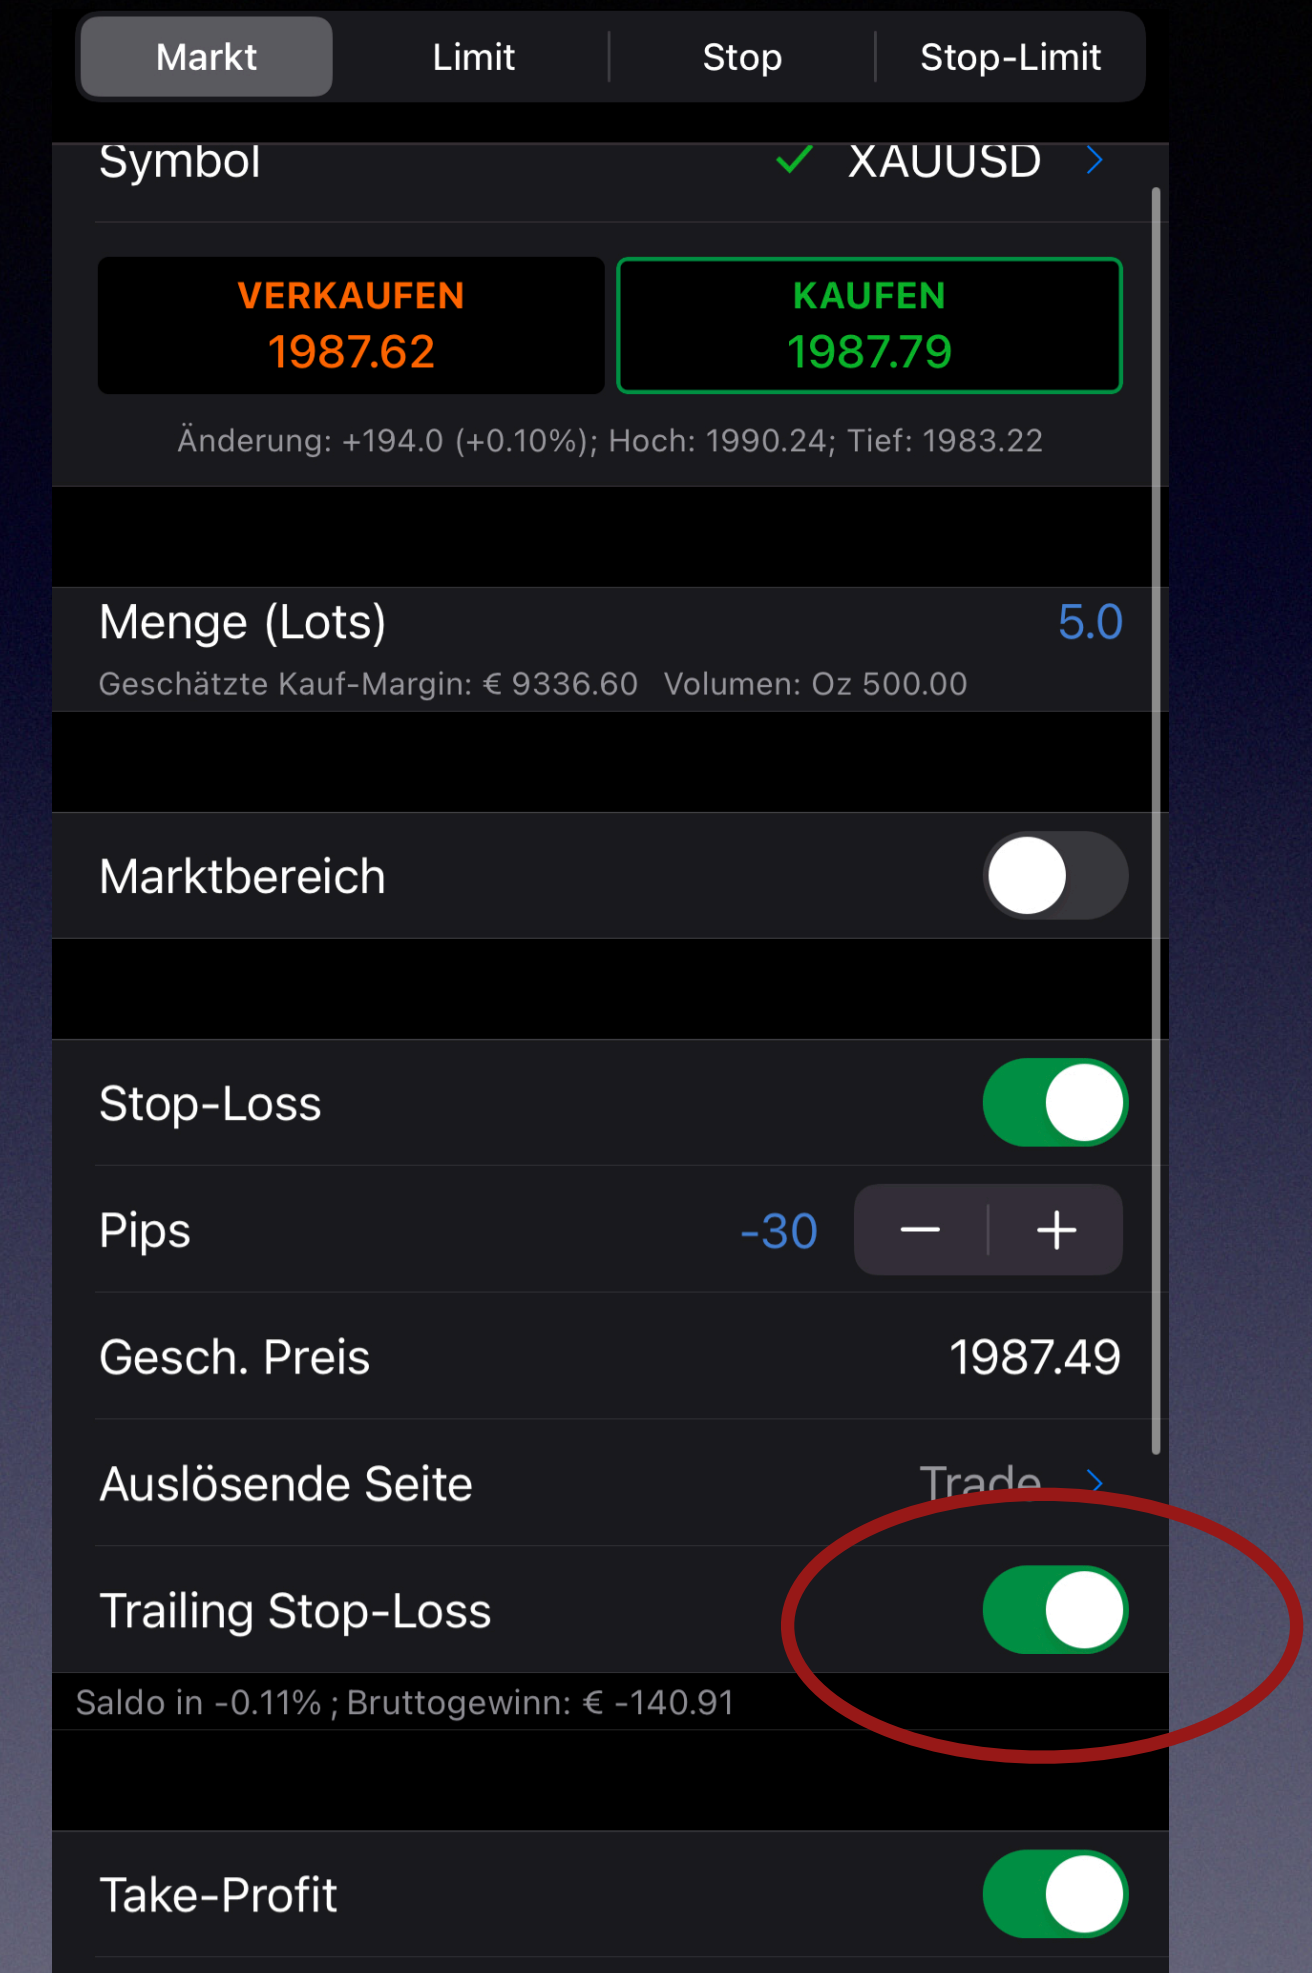 Markt Limit Stop Stop-Limit
Symbol XAUUSD
VERKAUFEN KAUFEN
1987.62 1987.79
Änderung: +194.0 (+0.10%); Hoch: 1990.24; Tief: 1983.22
Menge (Lots) 5.0
Geschätzte Kauf-Margin: € 9336.60 Volumen: Oz 500.00
Marktbereich
Stop-Loss
Pips -30 − +
Gesch. Preis 1987.49
Auslösende Seite Trade
Trailing Stop-Loss
Saldo in -0.11% ; Bruttogewinn: € -140.91
Take-Profit